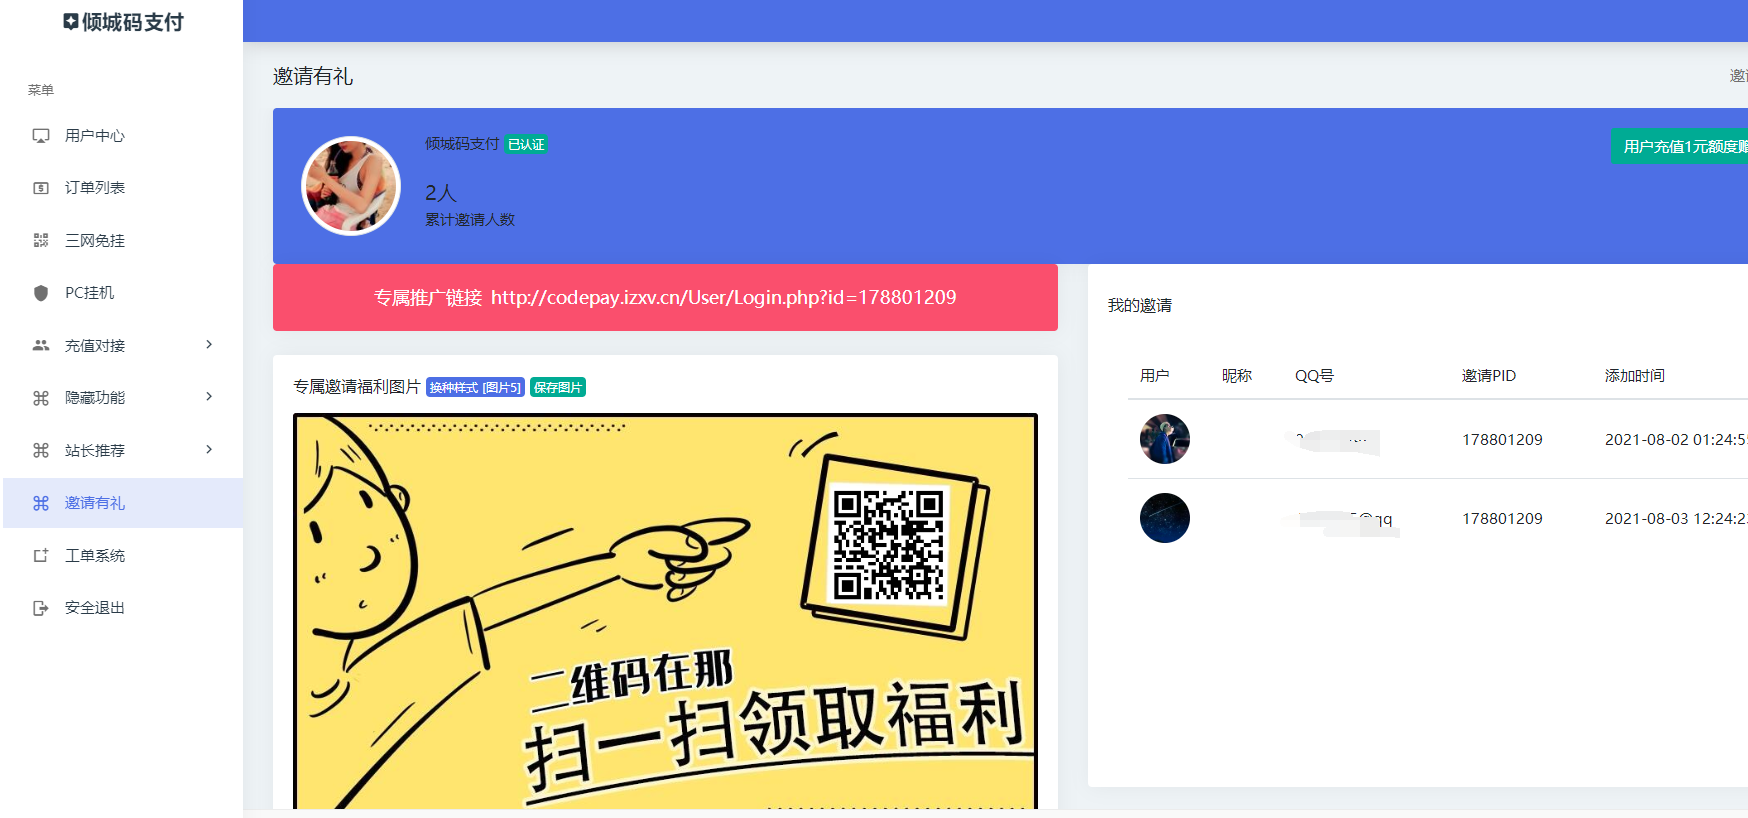 倾城码支付
菜单
用户中心
订单列表
三网免挂
PC挂机
充值对接
隐藏功能
站长推荐
邀请有礼
工单系统
安全退出
邀请有礼
倾城码支付 已认证
2人
累计邀请人数
用户充值1元额度
专属推广链接 http://codepay.izxv.cn/User/Login.php?id=178801209
专属邀请福利图片 换种样式 [图片5] 保存图片
二维码在那
扫一扫领取福利
我的邀请
用户 昵称 QQ号 邀请PID 添加时间
178801209 2021-08-02 01:24:5
@qq 178801209 2021-08-03 12:24:2